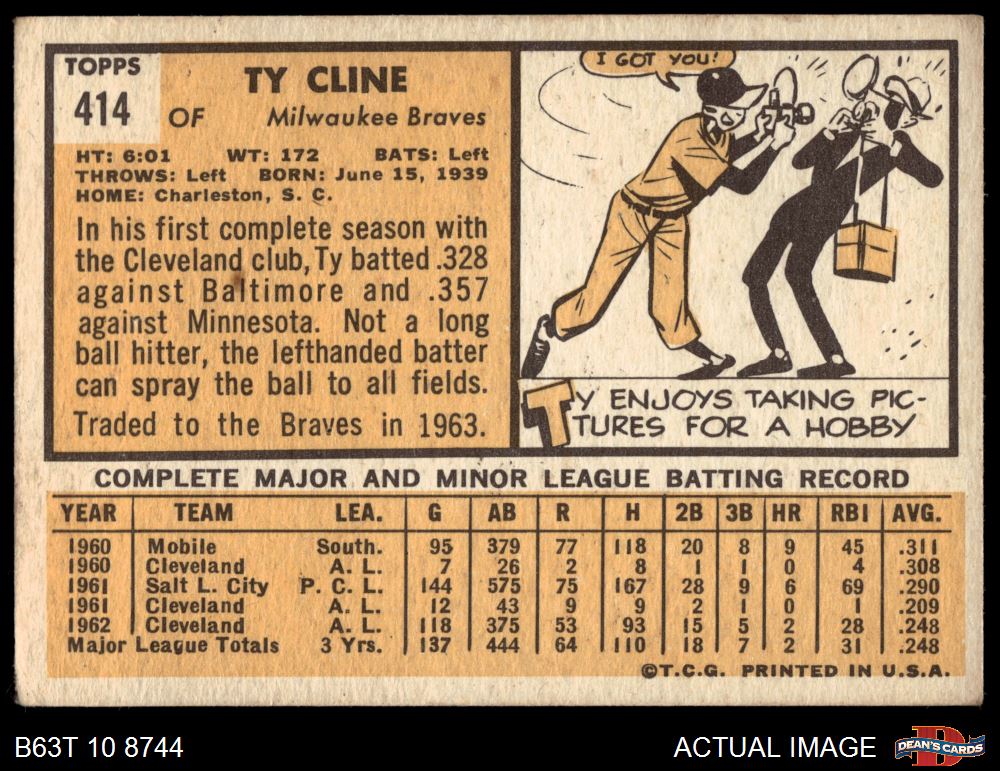 TOPPS
414
TY CLINE
OF Milwaukee Braves
HT: 6:01 WT: 172 BATS: Left
THROWS: Left BORN: June 15, 1939
HOME: Charleston, S. C.
In his first complete season with
the Cleveland club, Ty batted .328
against Baltimore and .357
against Minnesota. Not a long
ball hitter, the lefthanded batter
can spray the ball to all fields.
Traded to the Braves in 1963.
I GOT YOU!
TY ENJOYS TAKING PIC-
TURES FOR A HOBBY
COMPLETE MAJOR AND MINOR LEAGUE BATTING RECORD
YEAR TEAM LEA. G AB R H 2B 3B HR RBI AVG.
1960 Mobile South. 95 379 77 118 20 8 9 45 .311
1960 Cleveland A. L. 7 26 2 8 1 1 0 4 .308
1961 Salt L. City P. C. L. 144 575 75 167 28 9 6 69 .290
1961 Cleveland A. L. 12 43 9 9 2 1 0 1 .209
1962 Cleveland A. L. 118 375 53 93 15 5 2 28 .248
Major League Totals 3 Yrs. 137 444 64 110 18 7 2 31 .248
©T.C.G. PRINTED IN U.S.A.
B63T 10 8744
ACTUAL IMAGE
D
DEAN'S CARDS